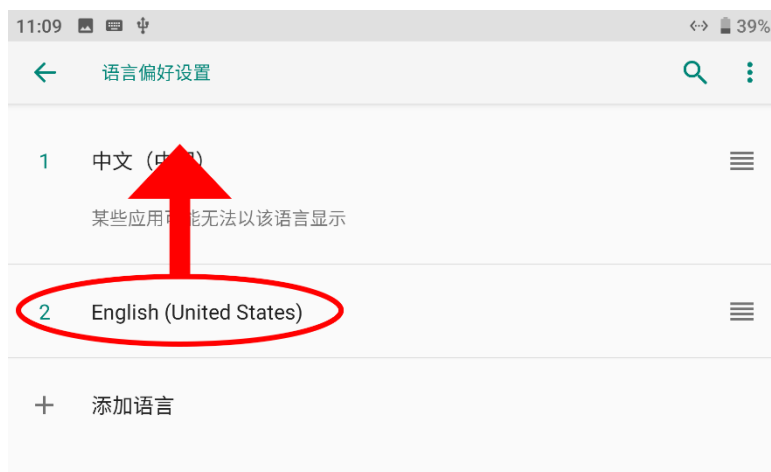 11:09 39%
语言偏好设置
1 中文（中
某些应用可能无法以该语言显示
2 English (United States)
添加语言